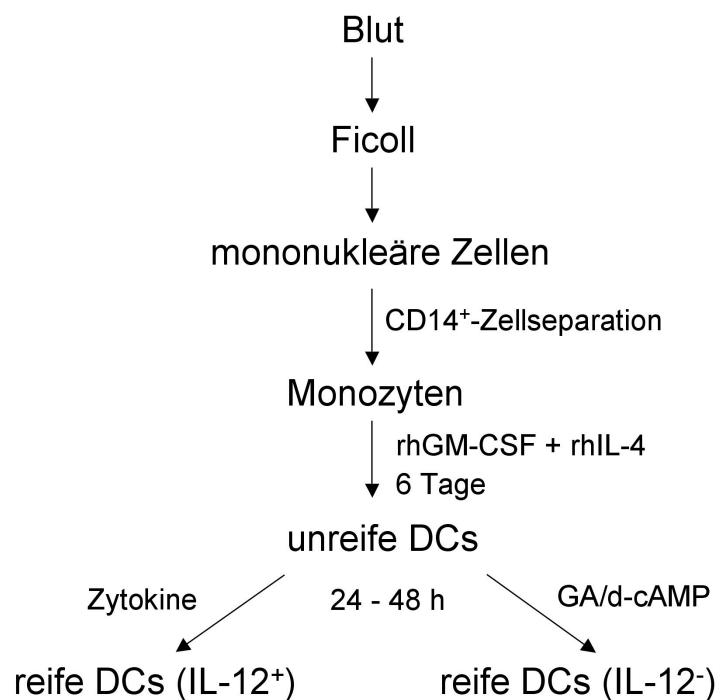 Blut
Ficoll
mononukleäre Zellen
CD14⁺-Zellseparation
Monozyten
rhGM-CSF + rhIL-4
6 Tage
unreife DCs
Zytokine 24 - 48 h GA/d-cAMP
reife DCs (IL-12⁺) reife DCs (IL-12⁻)